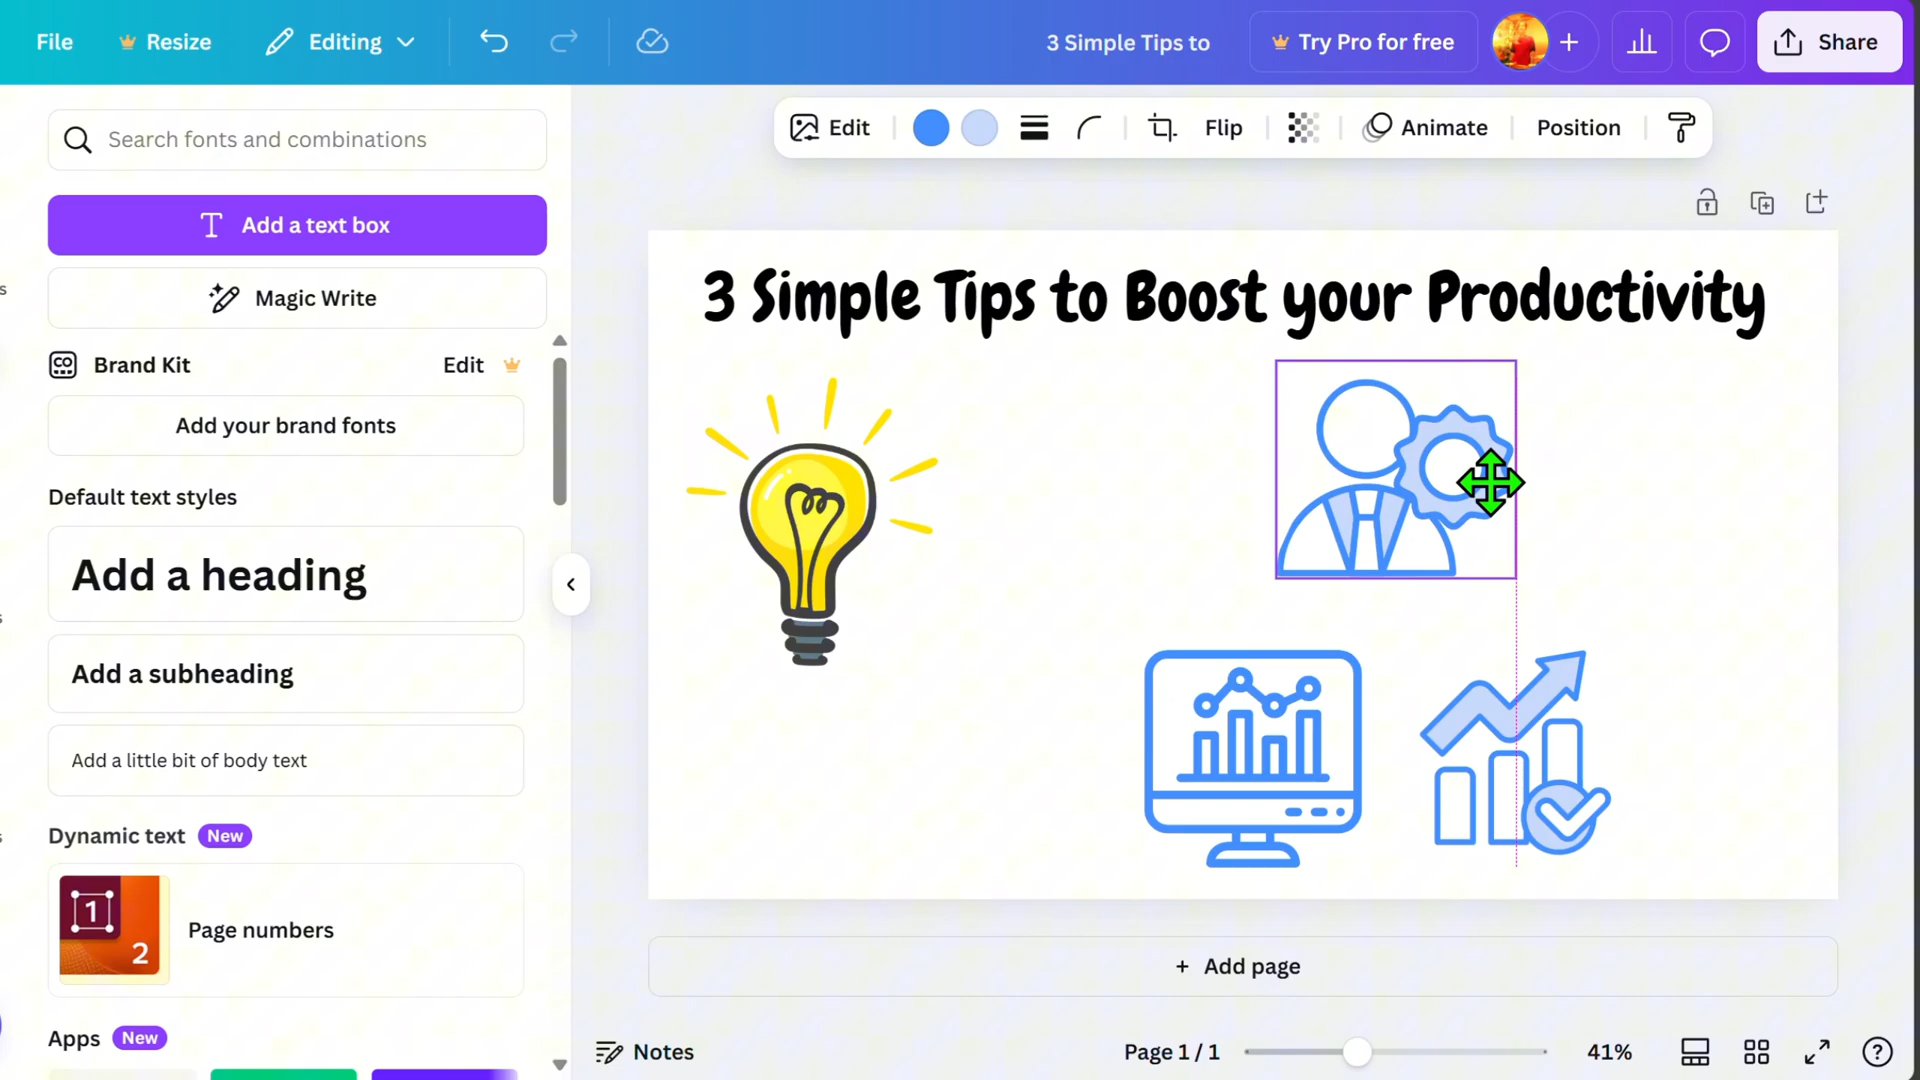 File
Resize
Editing
3 Simple Tips to
Try Pro for free
Share
Search fonts and combinations
Add a text box
Magic Write
Brand Kit
Edit
Add your brand fonts
Default text styles
Add a heading
Add a subheading
Add a little bit of body text
Dynamic text New
1
2
Page numbers
Apps New
Edit
Flip
Animate
Position
3 Simple Tips to Boost your Productivity
+ Add page
Notes
Page 1 / 1
41%